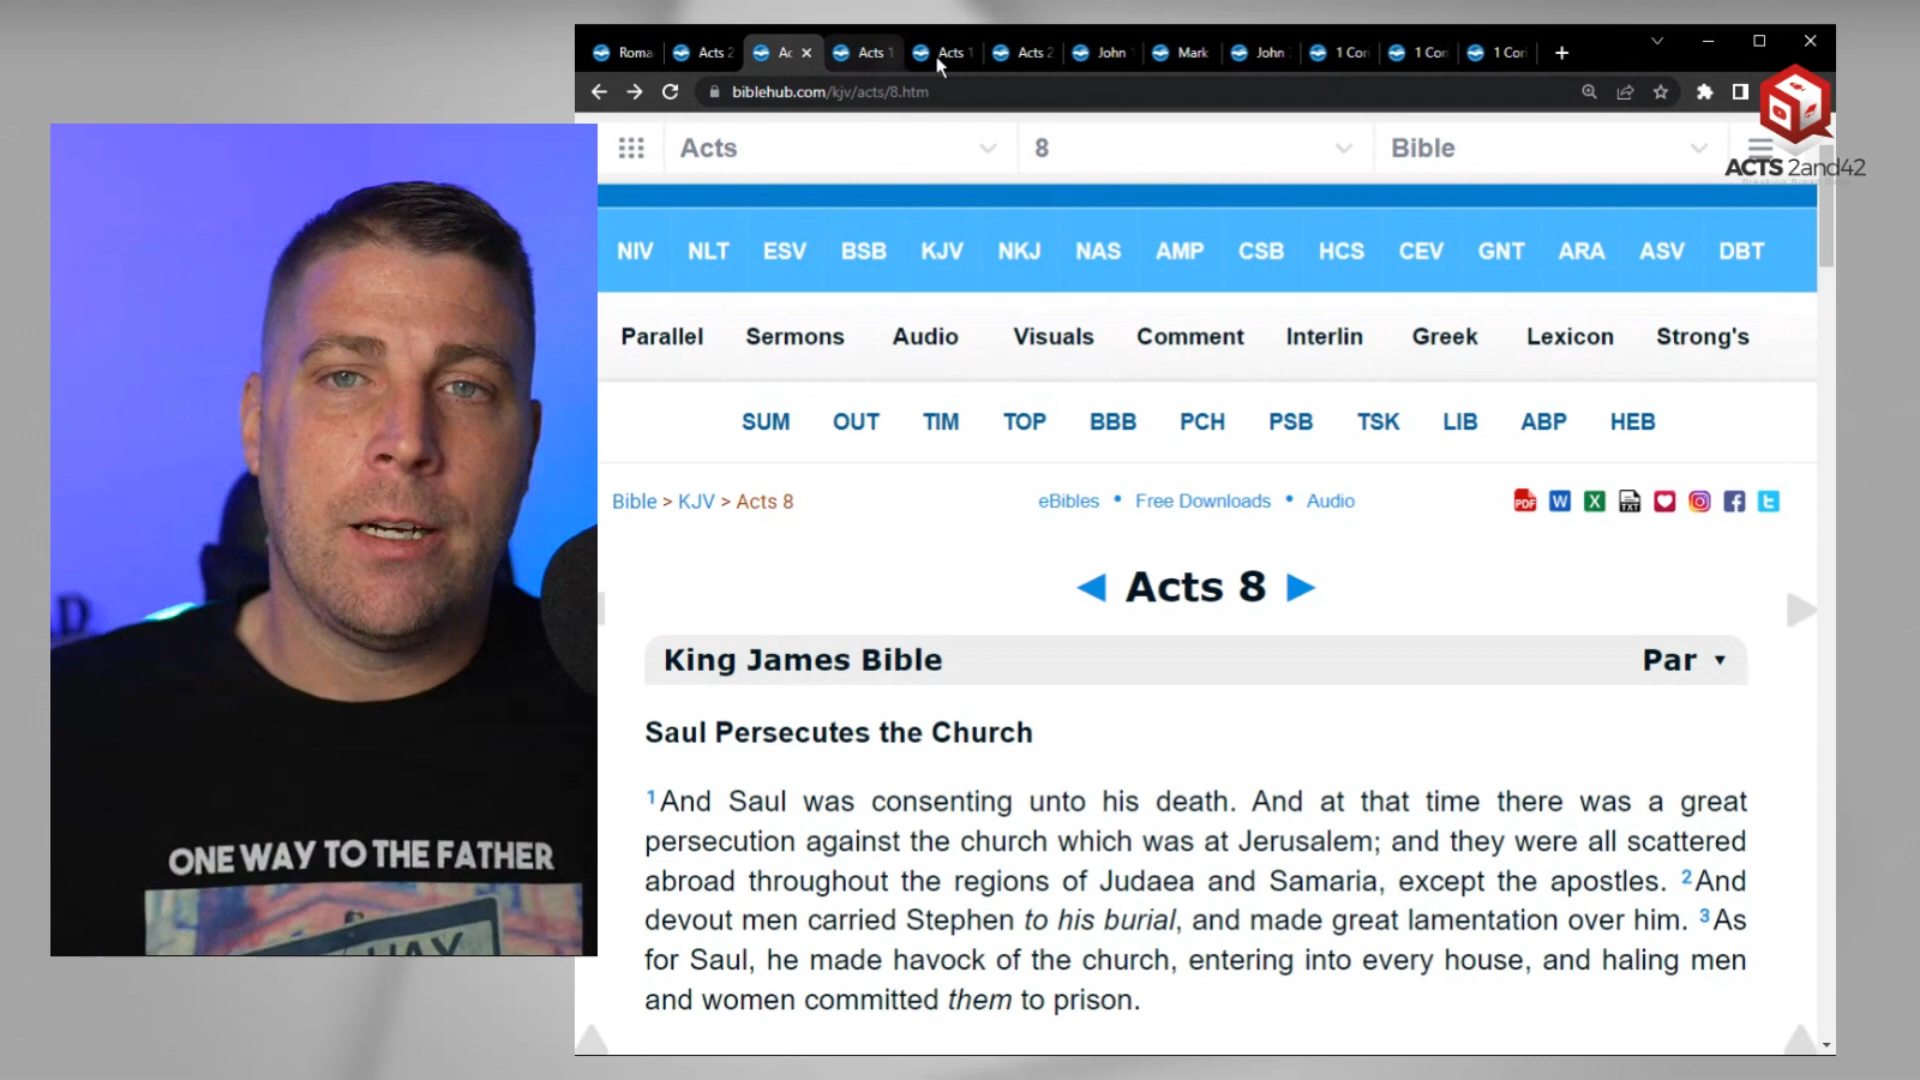 Roma
Acts 2
Ac
Acts 1
Acts 1
Acts 2
John
Mark
John
1 Cori
1 Cori
1 Cori
biblehub.com/kjv/acts/8.htm
Acts
8
Bible
ACTS 2and42
NIV NLT ESV BSB KJV NKJ NAS AMP CSB HCS CEV GNT ARA ASV DBT
Parallel Sermons Audio Visuals Comment Interlin Greek Lexicon Strong's
SUM OUT TIM TOP BBB PCH PSB TSK LIB ABP HEB
Bible > KJV > Acts 8
eBibles • Free Downloads • Audio
PDF W X TXT
◄ Acts 8 ►
King James Bible
Par ▼
Saul Persecutes the Church
1And Saul was consenting unto his death. And at that time there was a great
persecution against the church which was at Jerusalem; and they were all scattered
abroad throughout the regions of Judaea and Samaria, except the apostles. 2And
devout men carried Stephen to his burial, and made great lamentation over him. 3As
for Saul, he made havock of the church, entering into every house, and haling men
and women committed them to prison.
ONE WAY TO THE FATHER